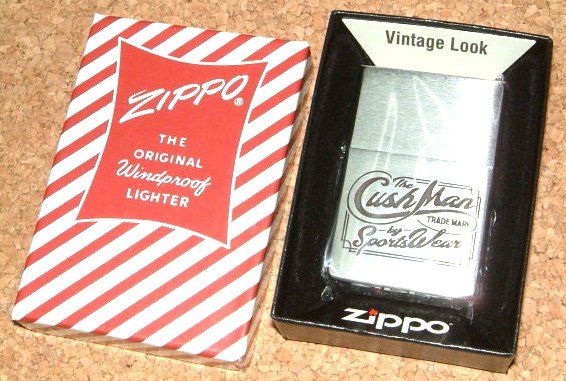 ZIPPO®
THE
ORIGINAL
Windproof
LIGHTER
Vintage Look
The
CushMan
TRADE MARK
by
SportsWear
zippo